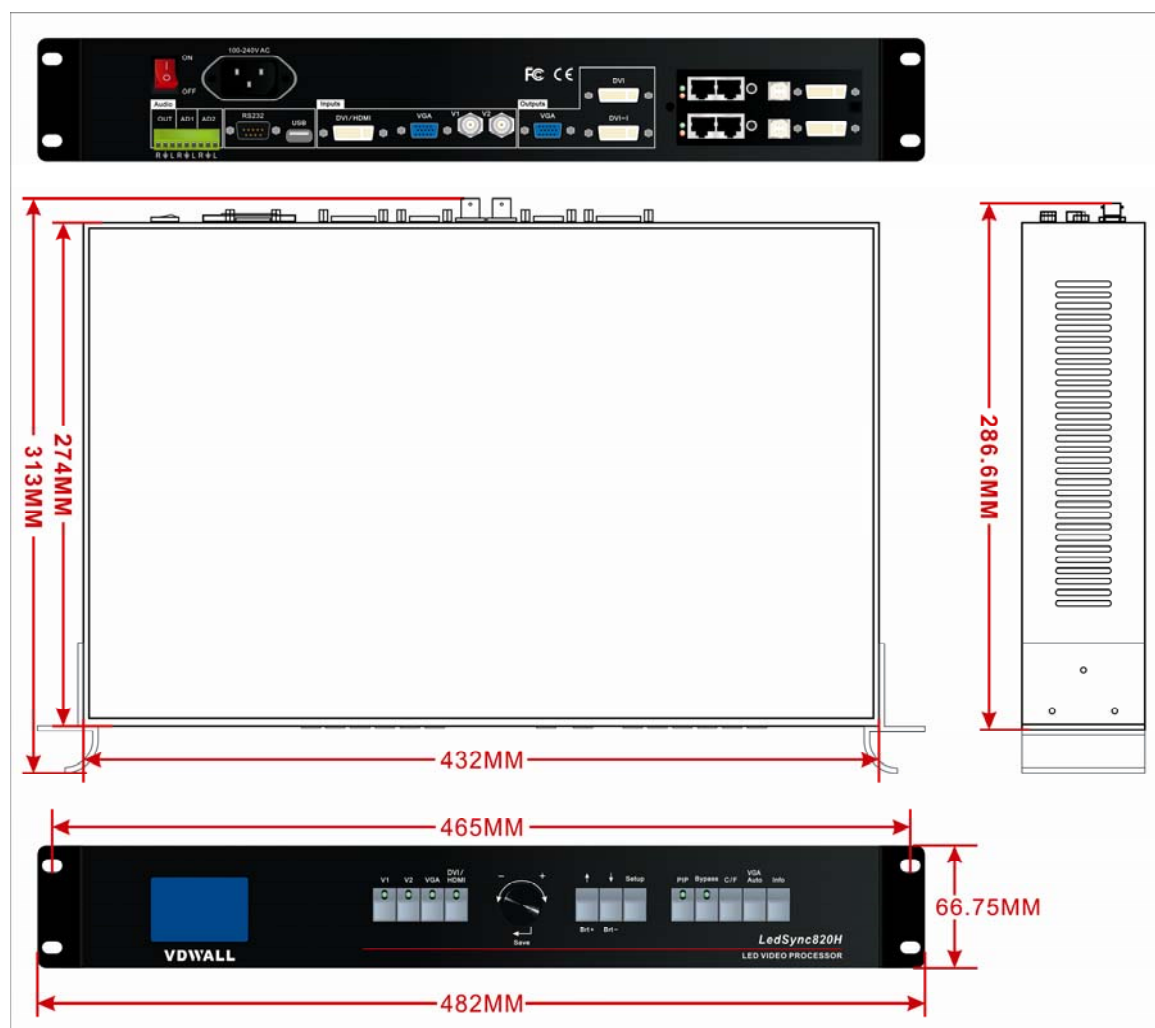 100-240V AC
ON
OFF
FC CE
DVI
Audio
OUT AD1 AD2
RS232
USB
Inputs
DVI/HDMI
VGA
V1
V2
Outputs
VGA
DVI-I
R L R L R L
313MM
274MM
286.6MM
432MM
465MM
V1
V2
VGA
DVI/
HDMI
- +
Save
↑ ↓ Setup
Brt+ Brt-
PIP
Bypass
C/F
VGA
Auto
Info
66.75MM
VDWALL
LedSync820H
LED VIDEO PROCESSOR
482MM